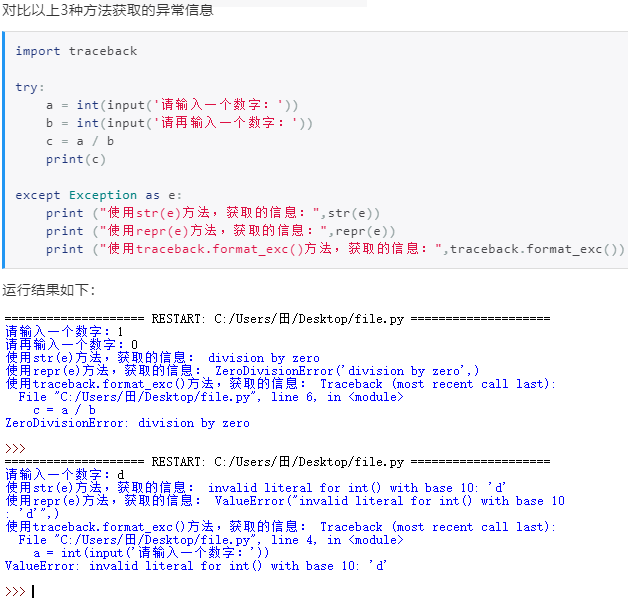 对比以上3种方法获取的异常信息
import traceback
try:
    a = int(input('请输入一个数字：'))
    b = int(input('请再输入一个数字：'))
    c = a / b
    print(c)
except Exception as e:
    print ("使用str(e)方法，获取的信息：",str(e))
    print ("使用repr(e)方法，获取的信息：",repr(e))
    print ("使用traceback.format_exc()方法，获取的信息：",traceback.format_exc())
运行结果如下：
==================== RESTART: C:/Users/田/Desktop/file.py ====================
请输入一个数字：1
请再输入一个数字：0
使用str(e)方法，获取的信息： division by zero
使用repr(e)方法，获取的信息： ZeroDivisionError('division by zero',)
使用traceback.format_exc()方法，获取的信息： Traceback (most recent call last):
  File "C:/Users/田/Desktop/file.py", line 6, in <module>
    c = a / b
ZeroDivisionError: division by zero
>>>
==================== RESTART: C:/Users/田/Desktop/file.py ====================
请输入一个数字：d
使用str(e)方法，获取的信息： invalid literal for int() with base 10: 'd'
使用repr(e)方法，获取的信息： ValueError("invalid literal for int() with base 10
: 'd'",)
使用traceback.format_exc()方法，获取的信息： Traceback (most recent call last):
  File "C:/Users/田/Desktop/file.py", line 4, in <module>
    a = int(input('请输入一个数字：'))
ValueError: invalid literal for int() with base 10: 'd'
>>>